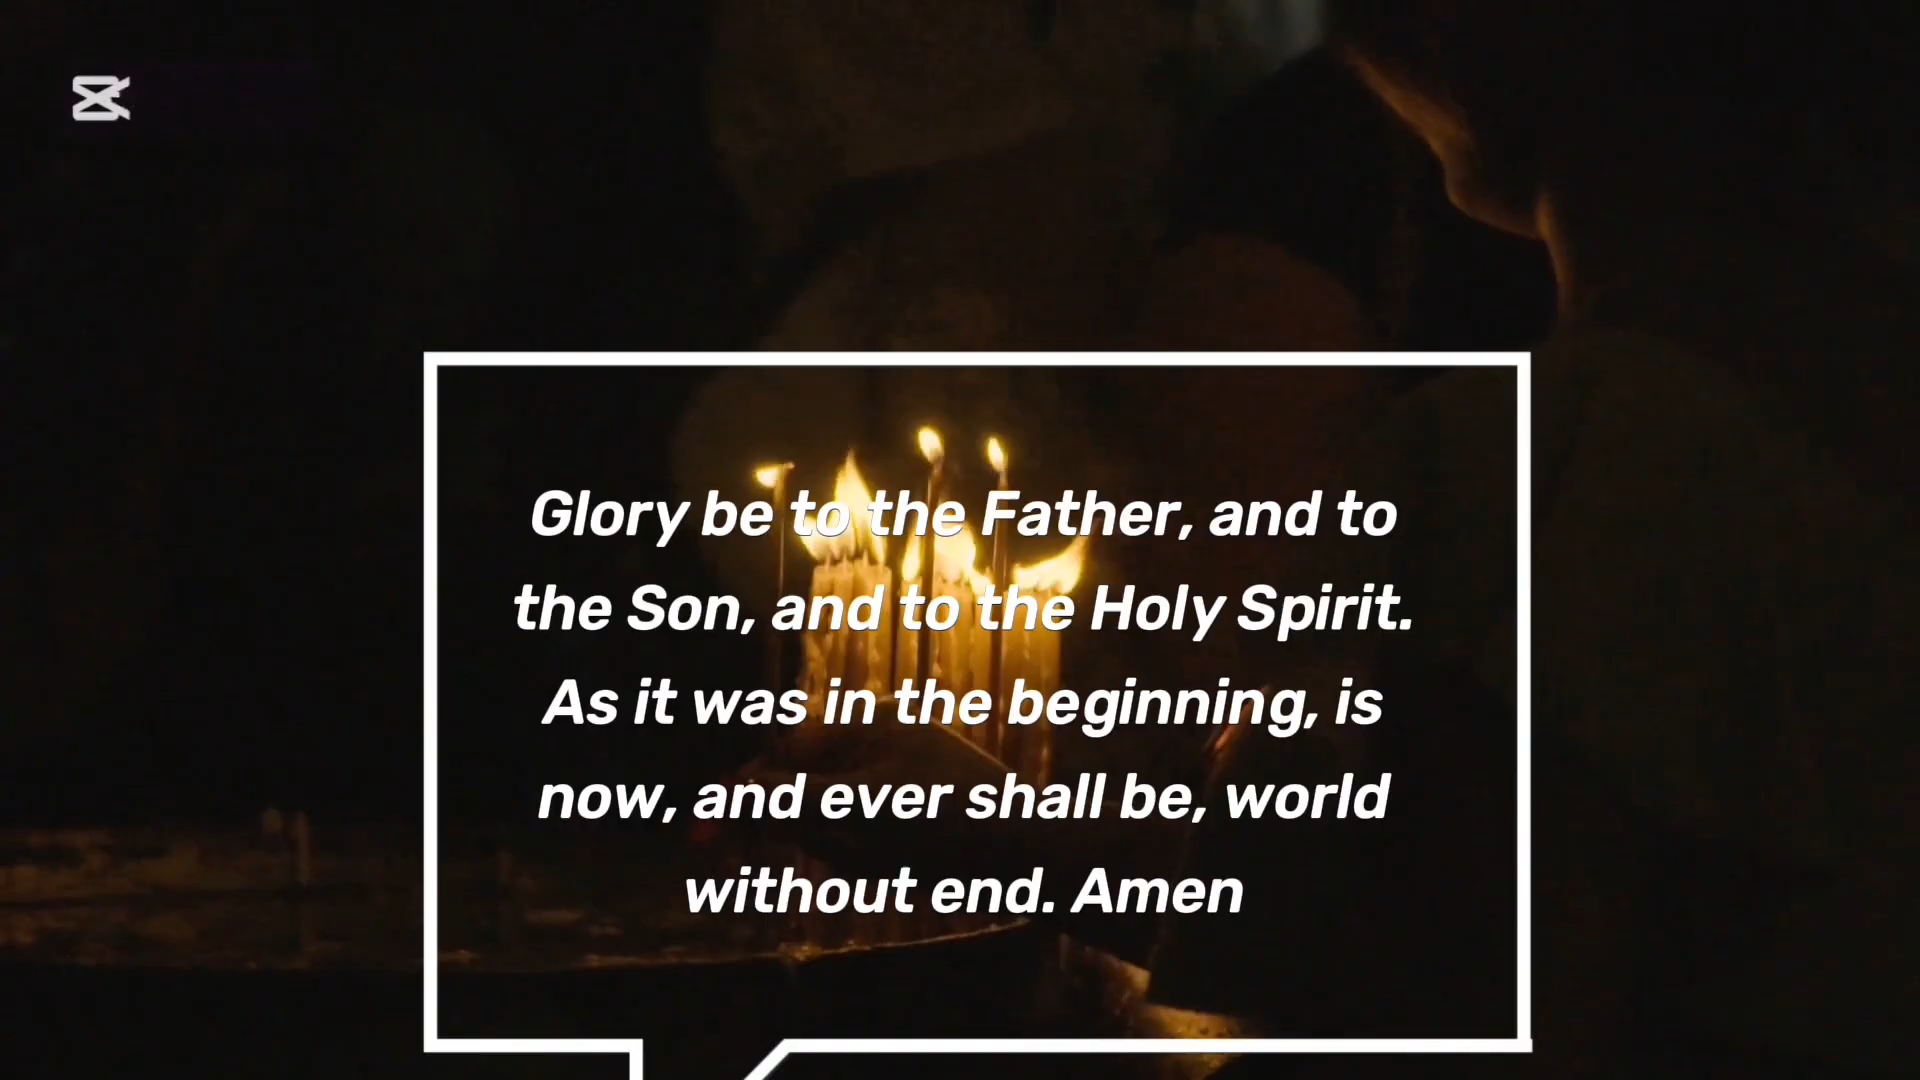 Glory be to the Father, and to
the Son, and to the Holy Spirit.
As it was in the beginning, is
now, and ever shall be, world
without end. Amen